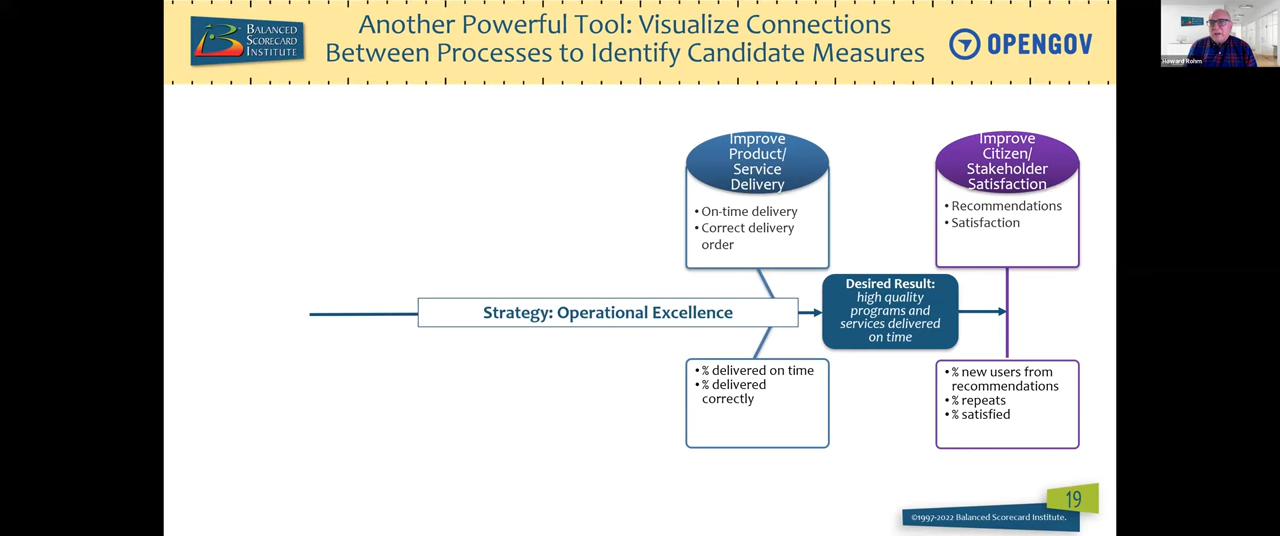 BALANCED
SCORECARD
INSTITUTE
Another Powerful Tool: Visualize Connections
Between Processes to Identify Candidate Measures
OPENGOV
Howard Rohm
Improve
Product/
Service
Delivery
• On-time delivery
• Correct delivery
order
Improve
Citizen/
Stakeholder
Satisfaction
• Recommendations
• Satisfaction
Strategy: Operational Excellence
Desired Result:
high quality
programs and
services delivered
on time
• % delivered on time
• % delivered
correctly
• % new users from
recommendations
• % repeats
• % satisfied
19
©1997-2022 Balanced Scorecard Institute.